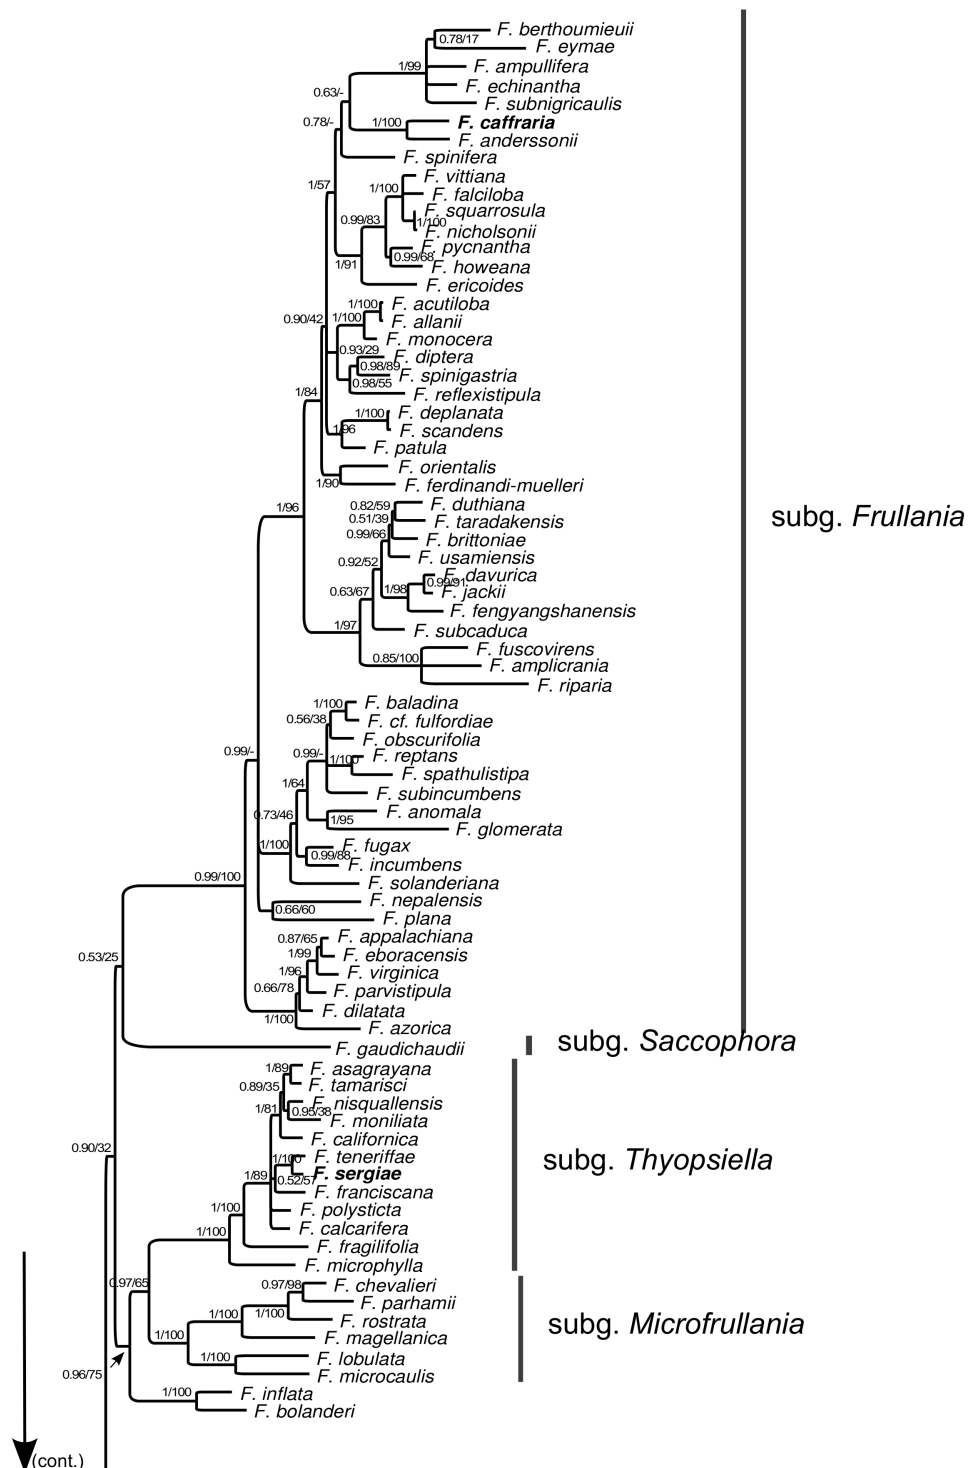 F. berthoumieuii
0.78/17
F. eymae
1/99
F. ampullifera
F. echinantha
0.63/-
F. subnigricaulis
0.78/-
1/100
F. caffraria
F. anderssonii
F. spinifera
1/57
F. vittiana
1/100
F. falciloba
F. squarrosula
0.99/83
1/100
F. nicholsonii
F. pycnantha
0.99/68
1/91
F. howeana
F. ericoides
1/100
F. acutiloba
0.90/42
1/100
F. allanii
F. monocera
0.93/29
F. diptera
0.98/89
F. spinigastria
0.98/55
1/84
F. reflexistipula
1/100
F. deplanata
1/96
F. scandens
F. patula
F. orientalis
1/90
F. ferdinandi-muelleri
1/96
0.82/59
F. duthiana
0.51/39
F. taradakensis
subg. Frullania
0.99/66
F. brittoniae
0.92/52
F. usamiensis
F. davurica
0.99/91
0.63/67
1/98
F. jackii
F. fengyangshanensis
1/97
F. subcaduca
F. fuscovirens
0.85/100
F. amplicrania
F. riparia
1/100
F. baladina
0.56/38
F. cf. fulfordiae
F. obscurifolia
0.99/-
0.99/-
1/100
F. reptans
F. spathulistipa
1/64
F. subincumbens
0.73/46
F. anomala
1/95
F. glomerata
1/100
F. fugax
0.99/88
F. incumbens
0.99/100
F. solanderiana
F. nepalensis
0.66/60
F. plana
0.87/65
F. appalachiana
0.53/25
1/99
F. eboracensis
1/96
F. virginica
0.66/78
F. parvistipula
F. dilatata
1/100
F. azorica
F. gaudichaudii
subg. Saccophora
1/89
F. asagrayana
0.89/35
F. tamarisci
F. nisquallensis
1/81
0.95/38
F. moniliata
F. californica
0.90/32
1/100
F. teneriffae
1/89
F. sergiae
subg. Thyopsiella
0.52/57
F. franciscana
1/100
F. polysticta
1/100
F. calcarifera
F. fragilifolia
F. microphylla
0.97/65
0.97/98
F. chevalieri
1/100
F. parhamii
1/100
F. rostrata
subg. Microfrullania
1/100
F. magellanica
1/100
F. lobulata
0.96/75
F. microcaulis
1/100
F. inflata
F. bolanderi
(cont.)